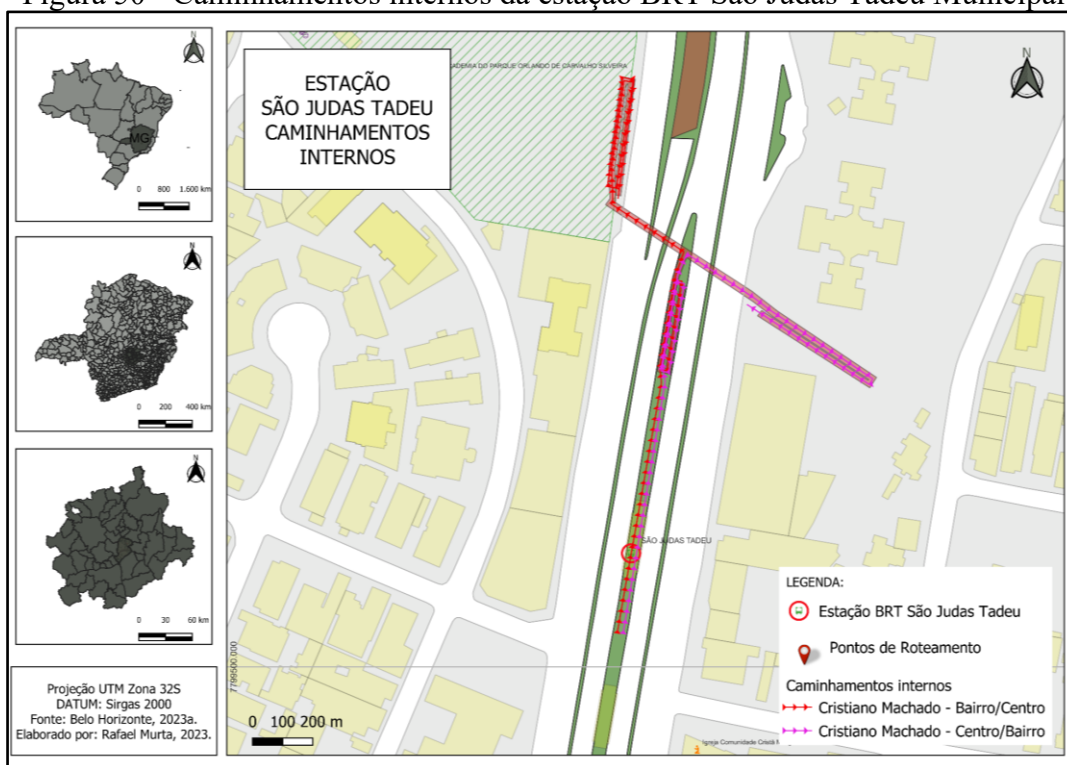 Figura 50 - Caminhamentos internos da estação BRT São Judas Tadeu Municipal
N
MG
0 800 1.600 km
N
0 200 400 km
N
0 30 60 km
Projeção UTM Zona 32S
DATUM: Sirgas 2000
Fonte: Belo Horizonte, 2023a.
Elaborado por: Rafael Murta, 2023.
ESTAÇÃO
SÃO JUDAS TADEU
CAMINHAMENTOS
INTERNOS
ACADEMIA DO PARQUE ORLANDO DE CARVALHO SILVEIRA
N
SÃO JUDAS TADEU
7799500.000
0 100 200 m
Igreja Comunidade Cristã
LEGENDA:
Estação BRT São Judas Tadeu
Pontos de Roteamento
Caminhamentos internos
Cristiano Machado - Bairro/Centro
Cristiano Machado - Centro/Bairro